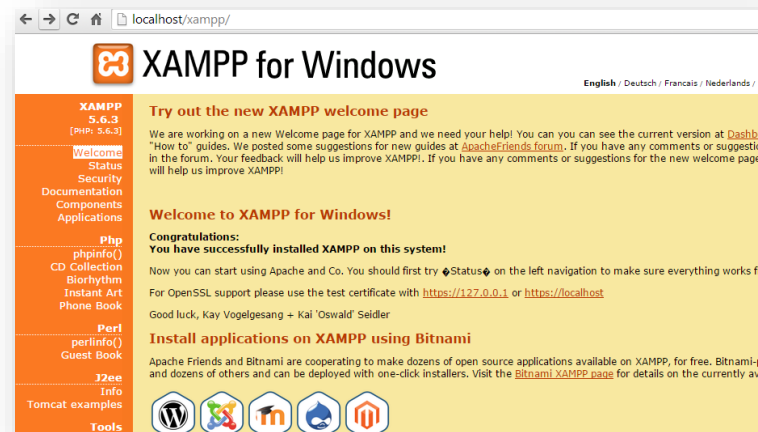 localhost/xampp/
XAMPP for Windows
English / Deutsch / Francais / Nederlands /
XAMPP
5.6.3
[PHP: 5.6.3]
Welcome
Status
Security
Documentation
Components
Applications
Php
phpinfo()
CD Collection
Biorhythm
Instant Art
Phone Book
Perl
perlinfo()
Guest Book
J2ee
Info
Tomcat examples
Tools
Try out the new XAMPP welcome page
We are working on a new Welcome page for XAMPP and we need your help! You can you can see the current version at Dashb
"How to" guides. We posted some suggestions for new guides at ApacheFriends forum. If you have any comments or suggestio
in the forum. Your feedback will help us improve XAMPP!. If you have any comments or suggestions for the new welcome page
will help us improve XAMPP!
Welcome to XAMPP for Windows!
Congratulations:
You have successfully installed XAMPP on this system!
Now you can start using Apache and Co. You should first try �Status� on the left navigation to make sure everything works f
For OpenSSL support please use the test certificate with https://127.0.0.1 or https://localhost
Good luck, Kay Vogelgesang + Kai 'Oswald' Seidler
Install applications on XAMPP using Bitnami
Apache Friends and Bitnami are cooperating to make dozens of open source applications available on XAMPP, for free. Bitnami-p
and dozens of others and can be deployed with one-click installers. Visit the Bitnami XAMPP page for details on the currently av